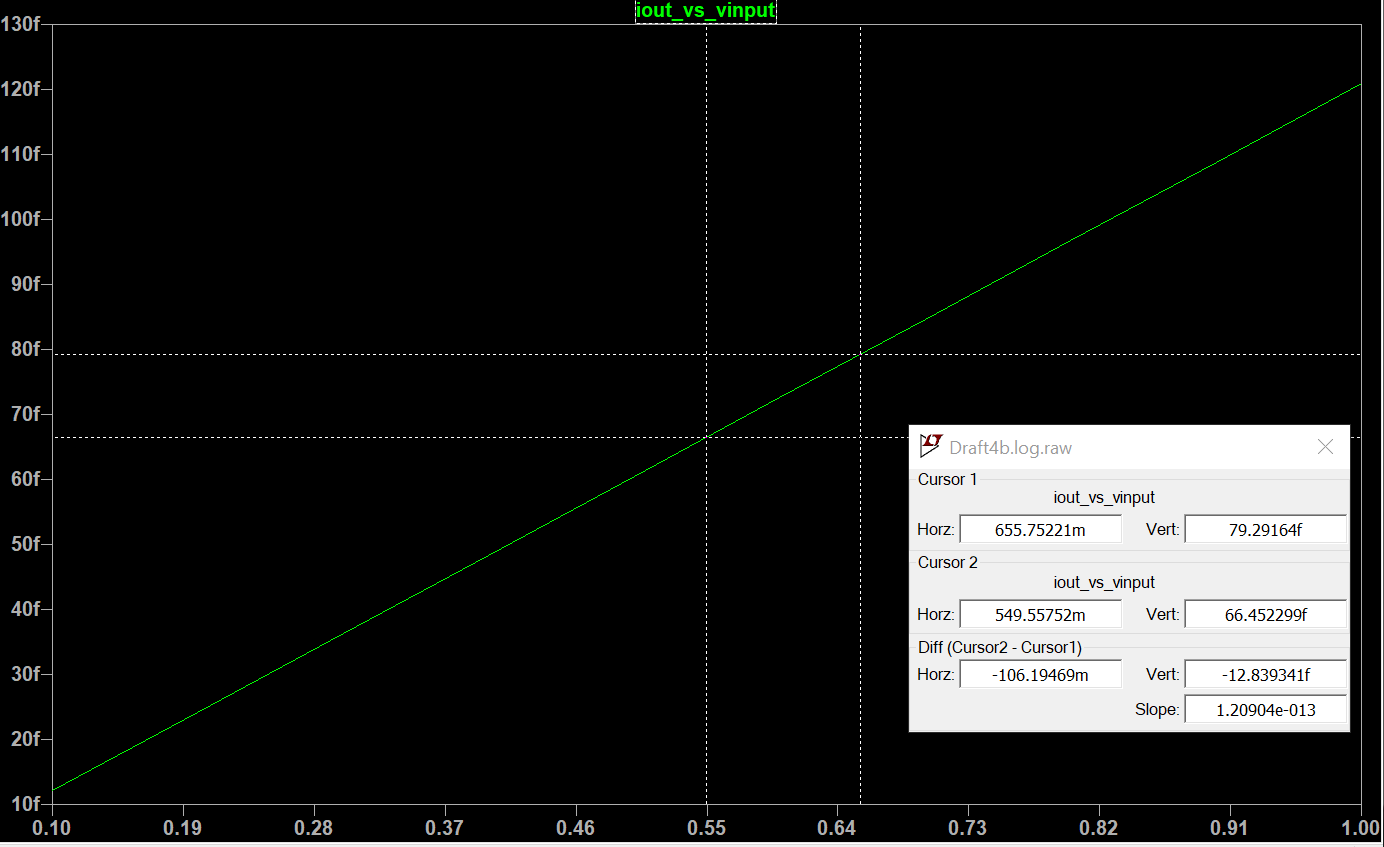 iout_vs_vinput
130f
120f
110f
100f
90f
80f
70f
60f
50f
40f
30f
20f
10f
0.10 0.19 0.28 0.37 0.46 0.55 0.64 0.73 0.82 0.91 1.00
Draft4b.log.raw
Cursor 1
iout_vs_vinput
Horz: 655.75221m Vert: 79.29164f
Cursor 2
iout_vs_vinput
Horz: 549.55752m Vert: 66.452299f
Diff (Cursor2 - Cursor1)
Horz: -106.19469m Vert: -12.839341f
Slope: 1.20904e-013